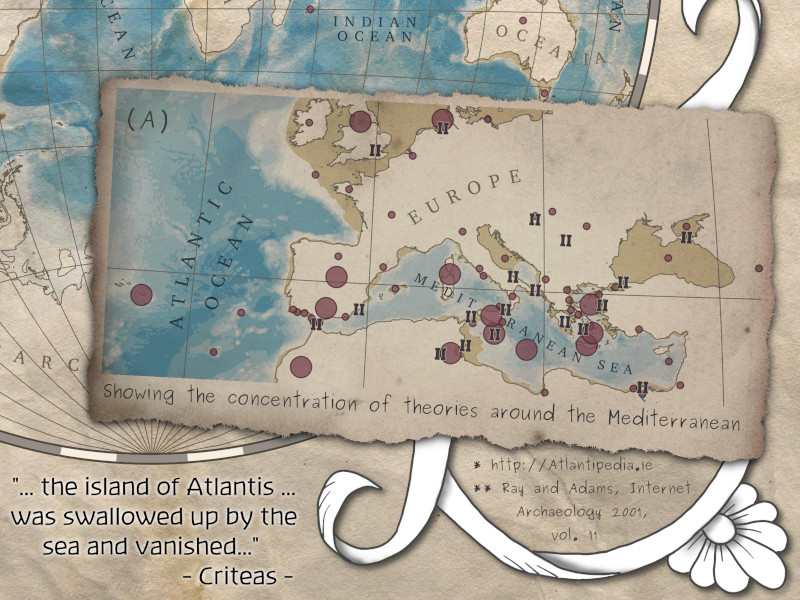 INDIAN
OCEAN
OCEAN
OCEANIA
AN
(A)
EUROPE
ATLANTIC
OCEAN
MEDITERRANEAN SEA
ARC
Showing the concentration of theories around the Mediterranean
"... the island of Atlantis ...
was swallowed up by the
sea and vanished..."
- Criteas -
* http://Atlantipedia.ie
** Ray and Adams, Internet
Archaeology 2001,
vol. 11